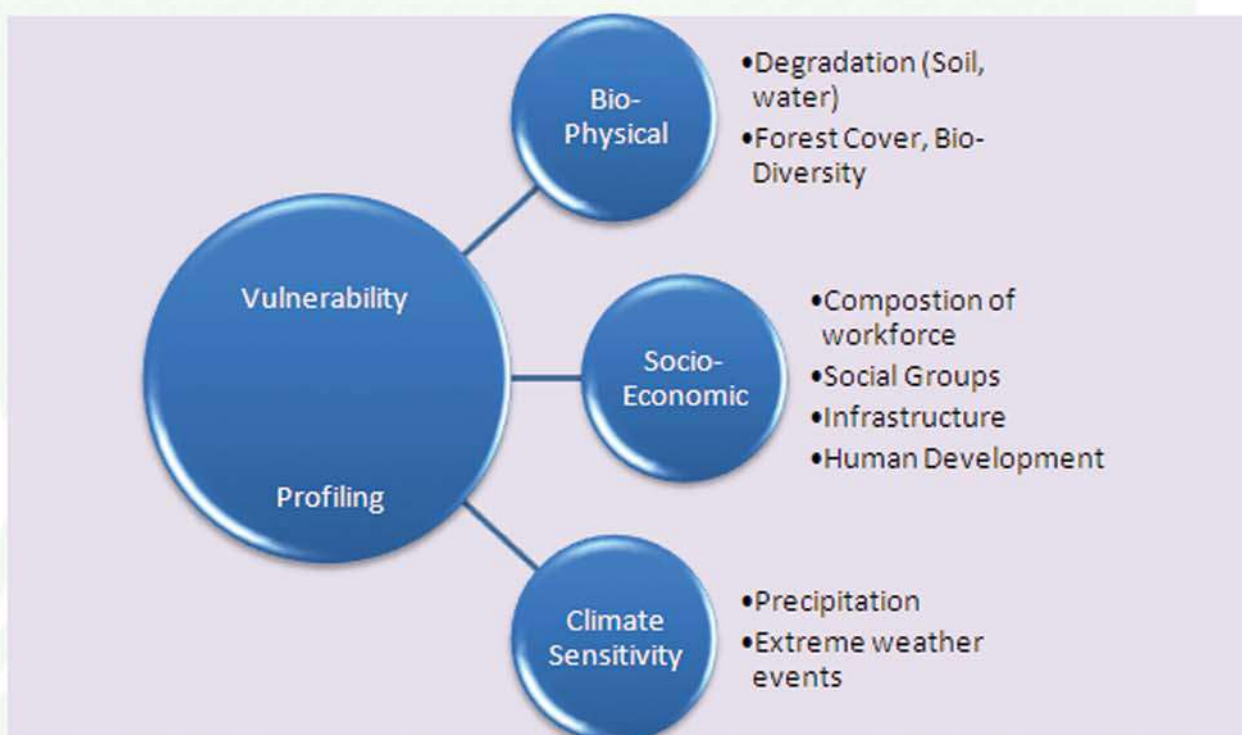 Vulnerability
Profiling
Bio-
Physical
•Degradation (Soil,
water)
•Forest Cover, Bio-
Diversity
Socio-
Economic
•Compostion of
workforce
•Social Groups
•Infrastructure
•Human Development
Climate
Sensitivity
•Precipitation
•Extreme weather
events